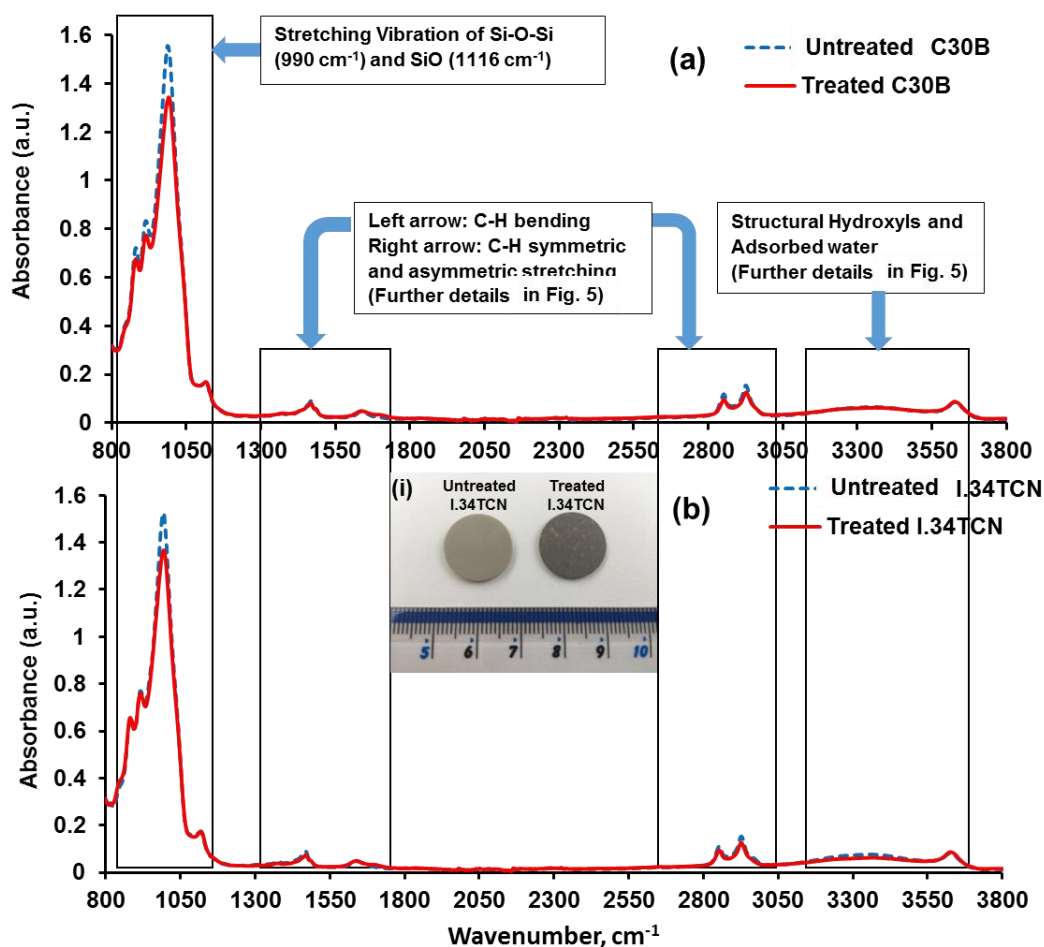 Stretching Vibration of Si-O-Si
(990 cm-1) and SiO (1116 cm-1)
(a)
Untreated C30B
Treated C30B
Left arrow: C-H bending
Right arrow: C-H symmetric
and asymmetric stretching
(Further details in Fig. 5)
Structural Hydroxyls and
Adsorbed water
(Further details in Fig. 5)
Absorbance (a.u.)
1.6
1.4
1.2
1
0.8
0.6
0.4
0.2
0
800 1050 1300 1550 1800 2050 2300 2550 2800 3050 3300 3550 3800
(b)
Untreated I.34TCN
Treated I.34TCN
(i)
Untreated Treated
I.34TCN I.34TCN
5 6 7 8 9 10
Absorbance (a.u.)
1.6
1.4
1.2
1
0.8
0.6
0.4
0.2
0
800 1050 1300 1550 1800 2050 2300 2550 2800 3050 3300 3550 3800
Wavenumber, cm-1